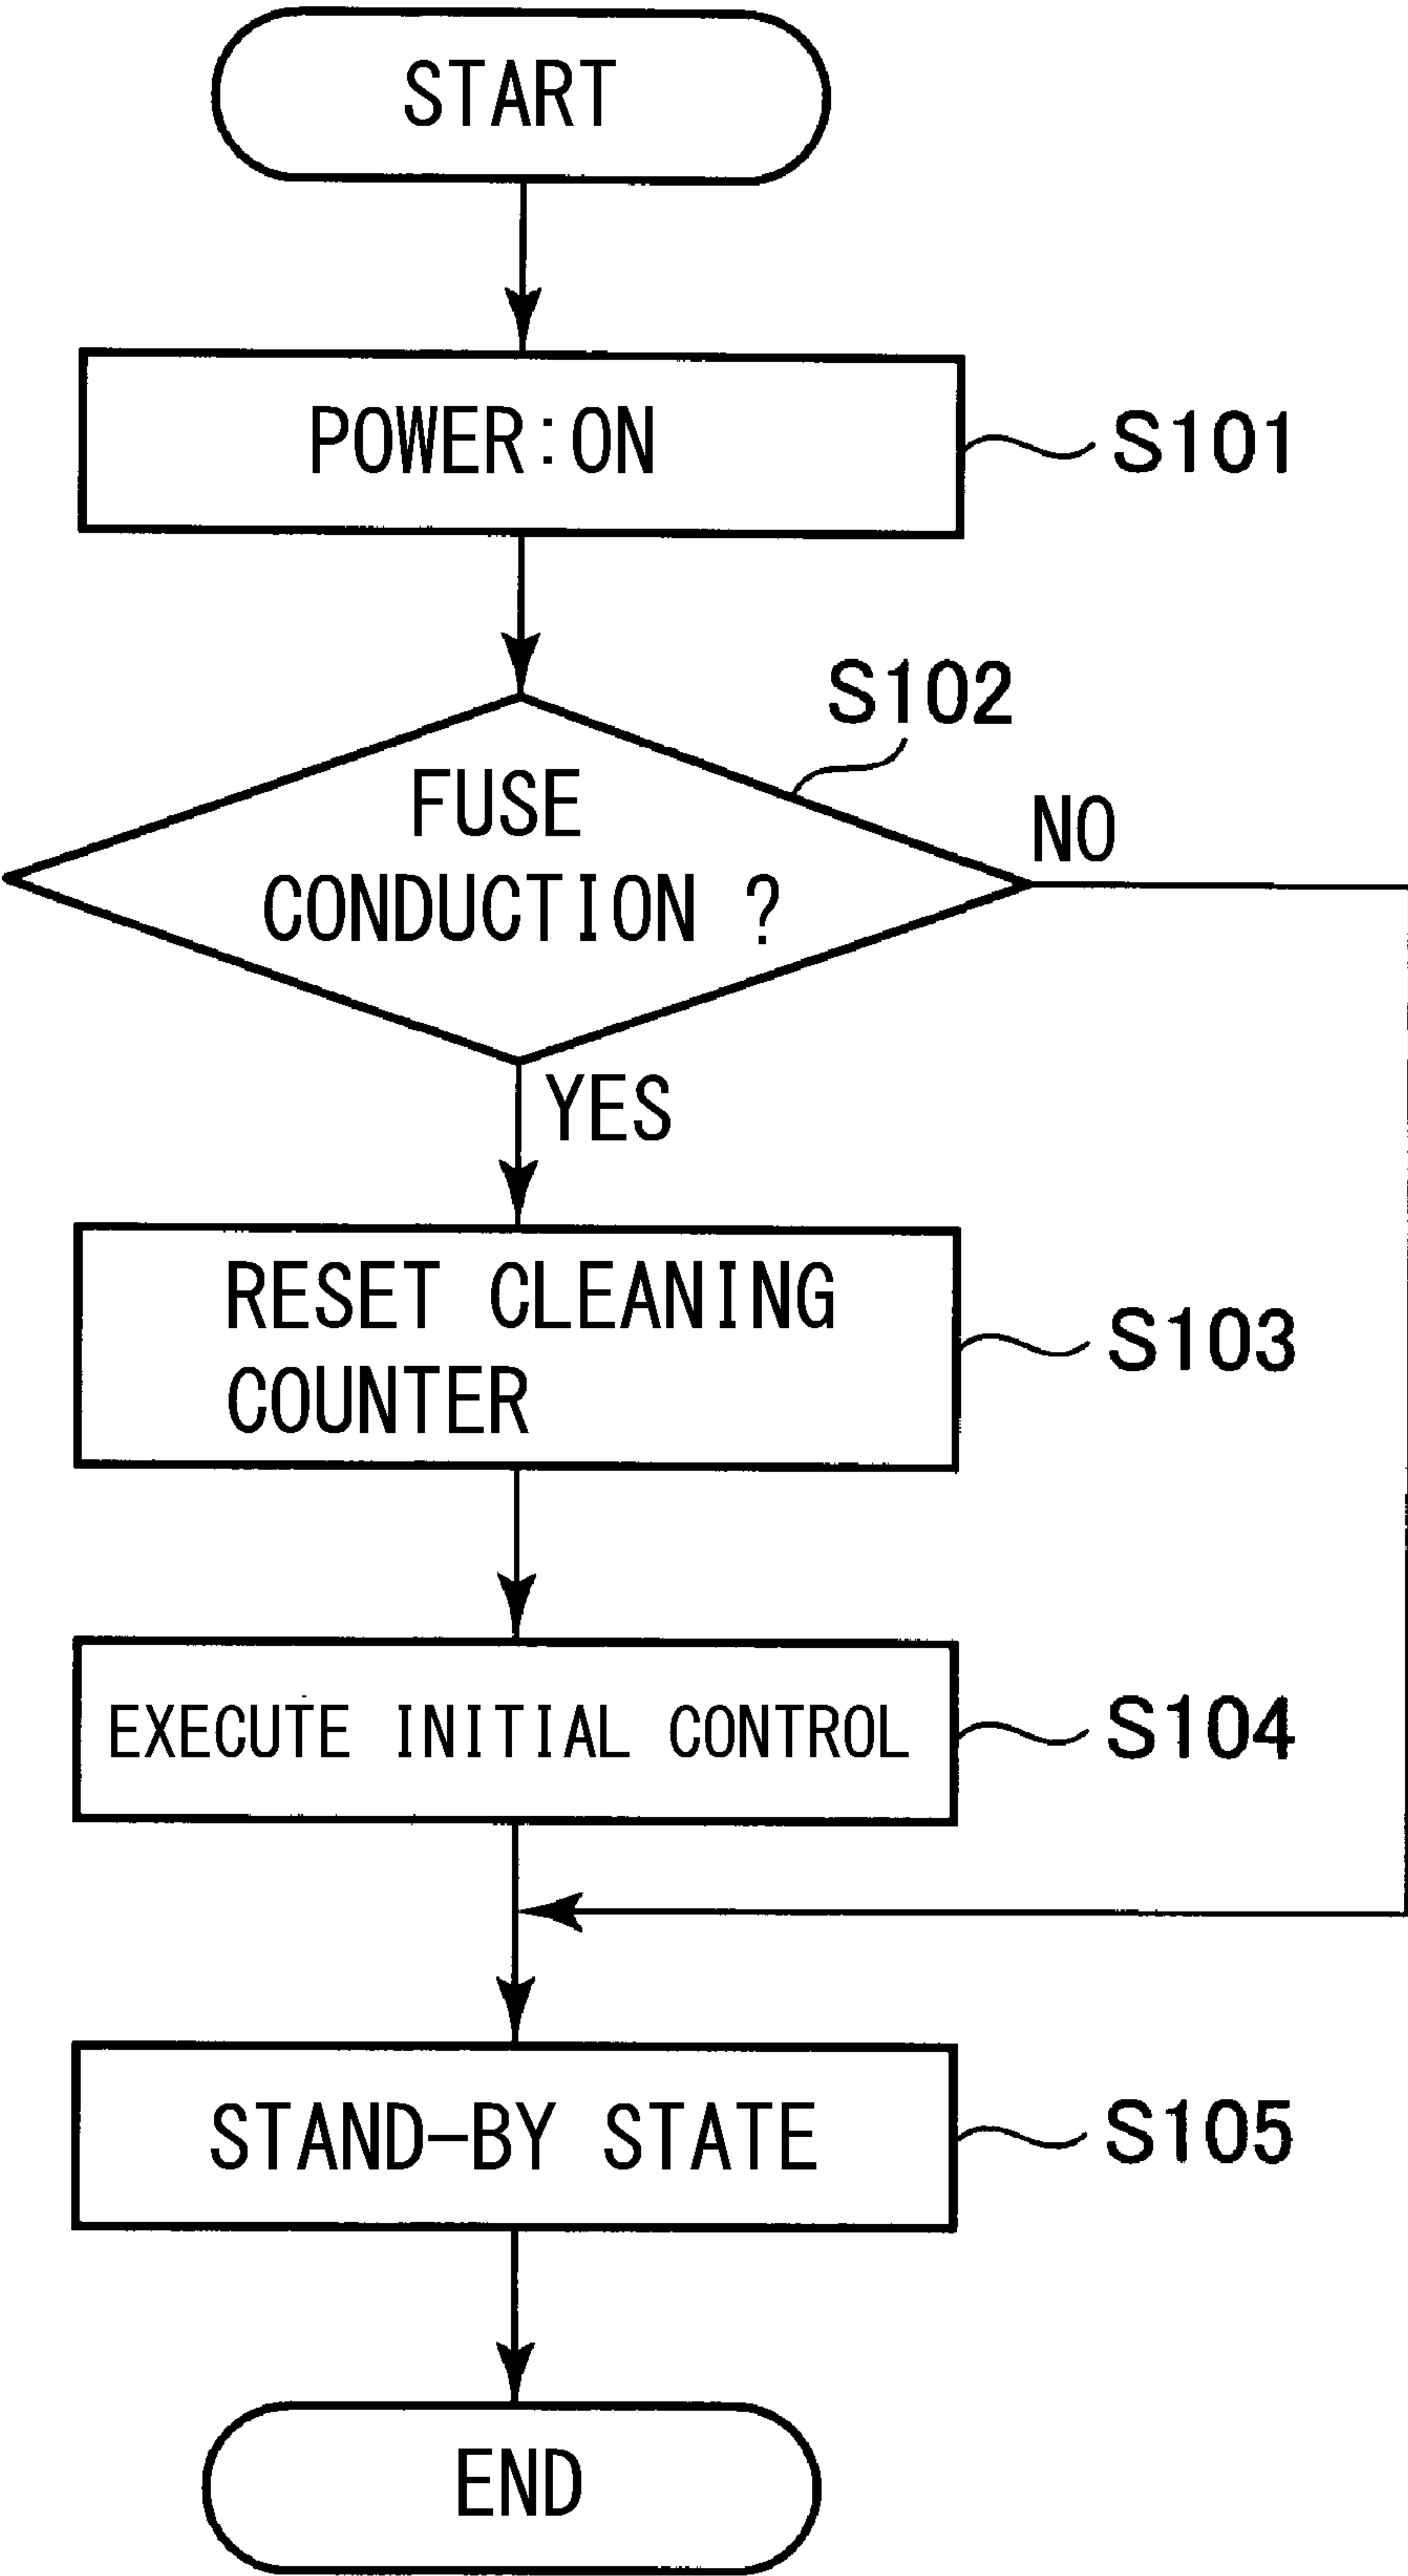 START
POWER:ON
S101
S102
FUSE
CONDUCTION ?
NO
YES
RESET CLEANING
COUNTER
S103
EXECUTE INITIAL CONTROL
S104
STAND-BY STATE
S105
END